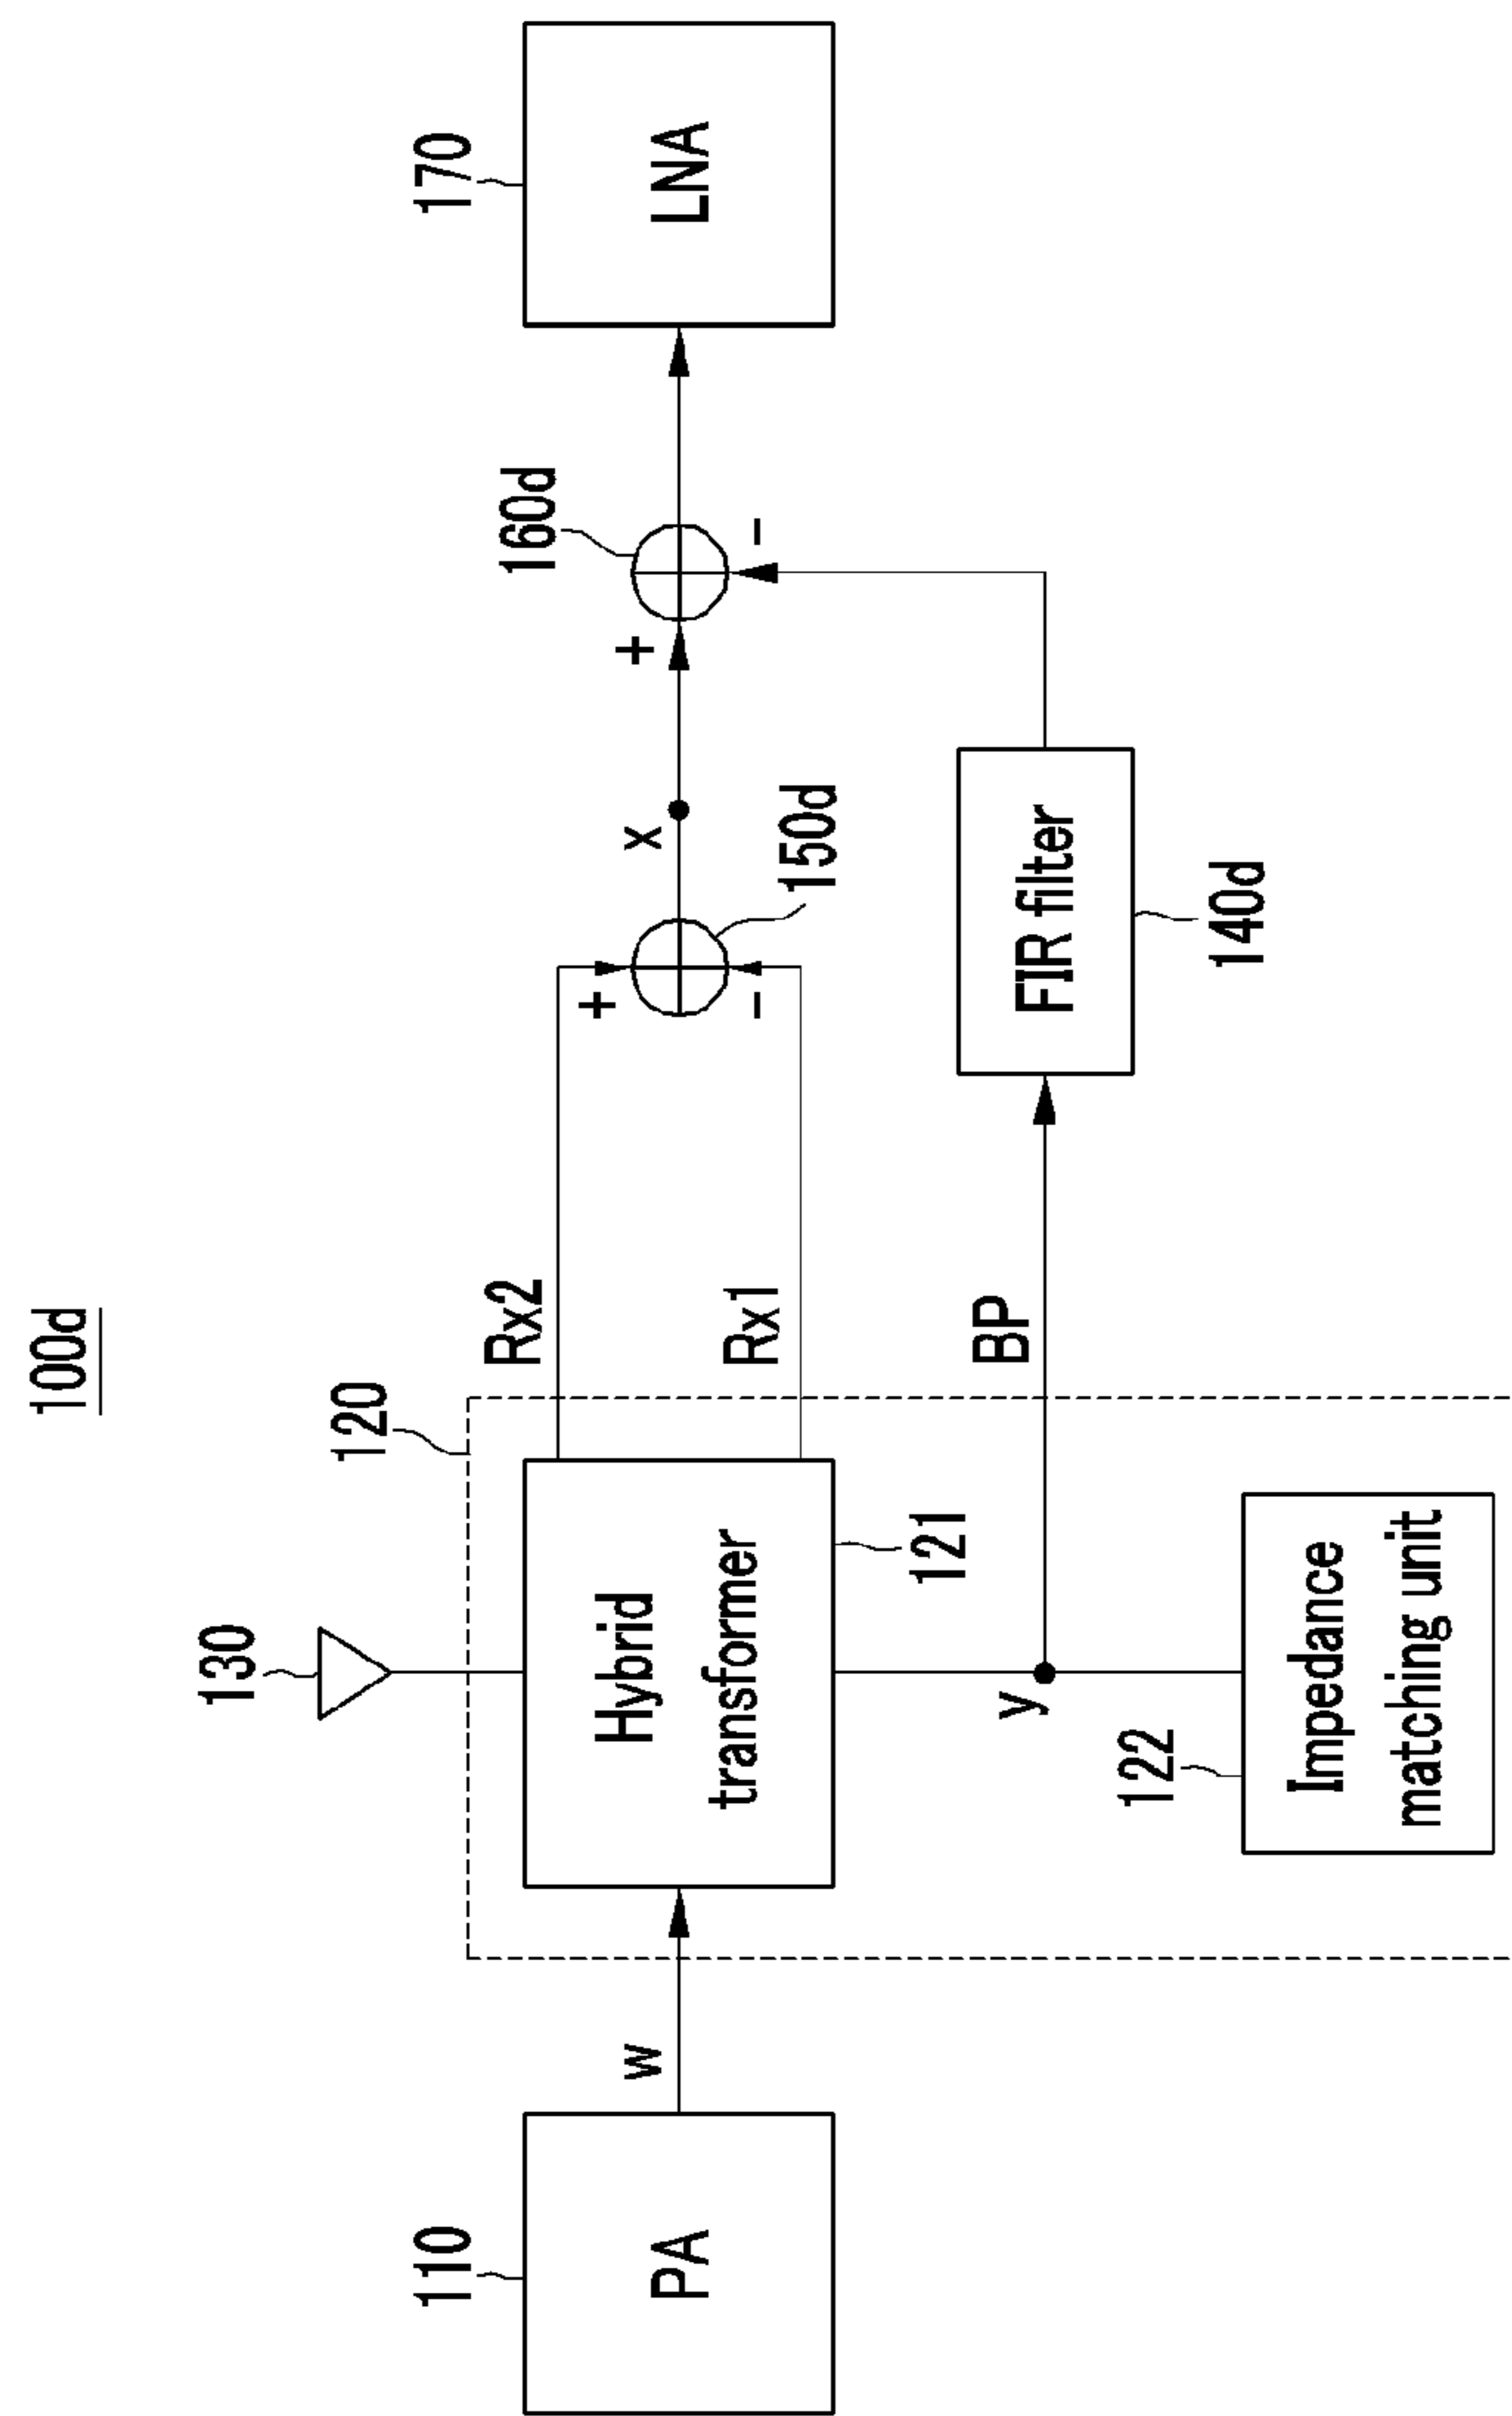 100d
130
120
110
PA
w
Hybrid
transformer
121
Rx2
Rx1
+
-
150d
x
+
160d
-
170
LNA
y
BP
FIR filter
140d
122
Impedance
matching unit